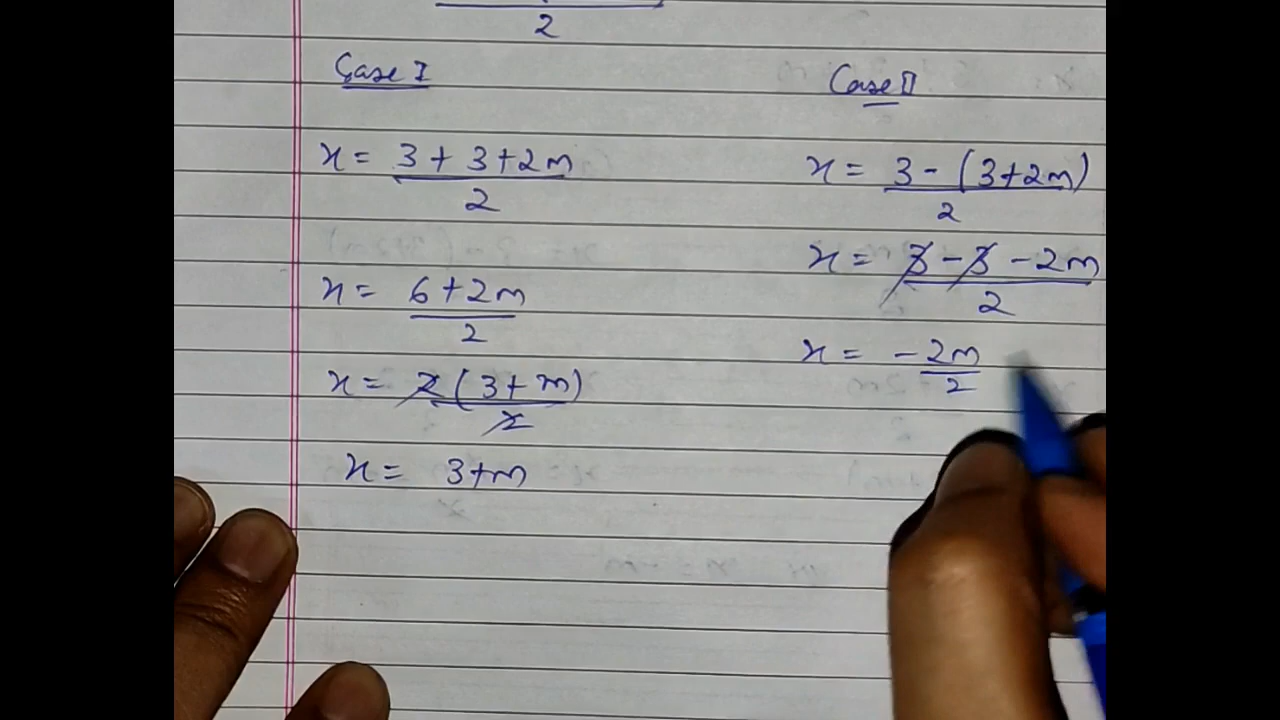 2
Case I
x = 3 + 3 + 2m
2
x = 6 + 2m
2
x = 2 ( 3 + m)
2
x = 3 + m
Case II
x = 3 - (3 + 2m)
2
x = 3 - 3 - 2m
2
x = - 2m
2